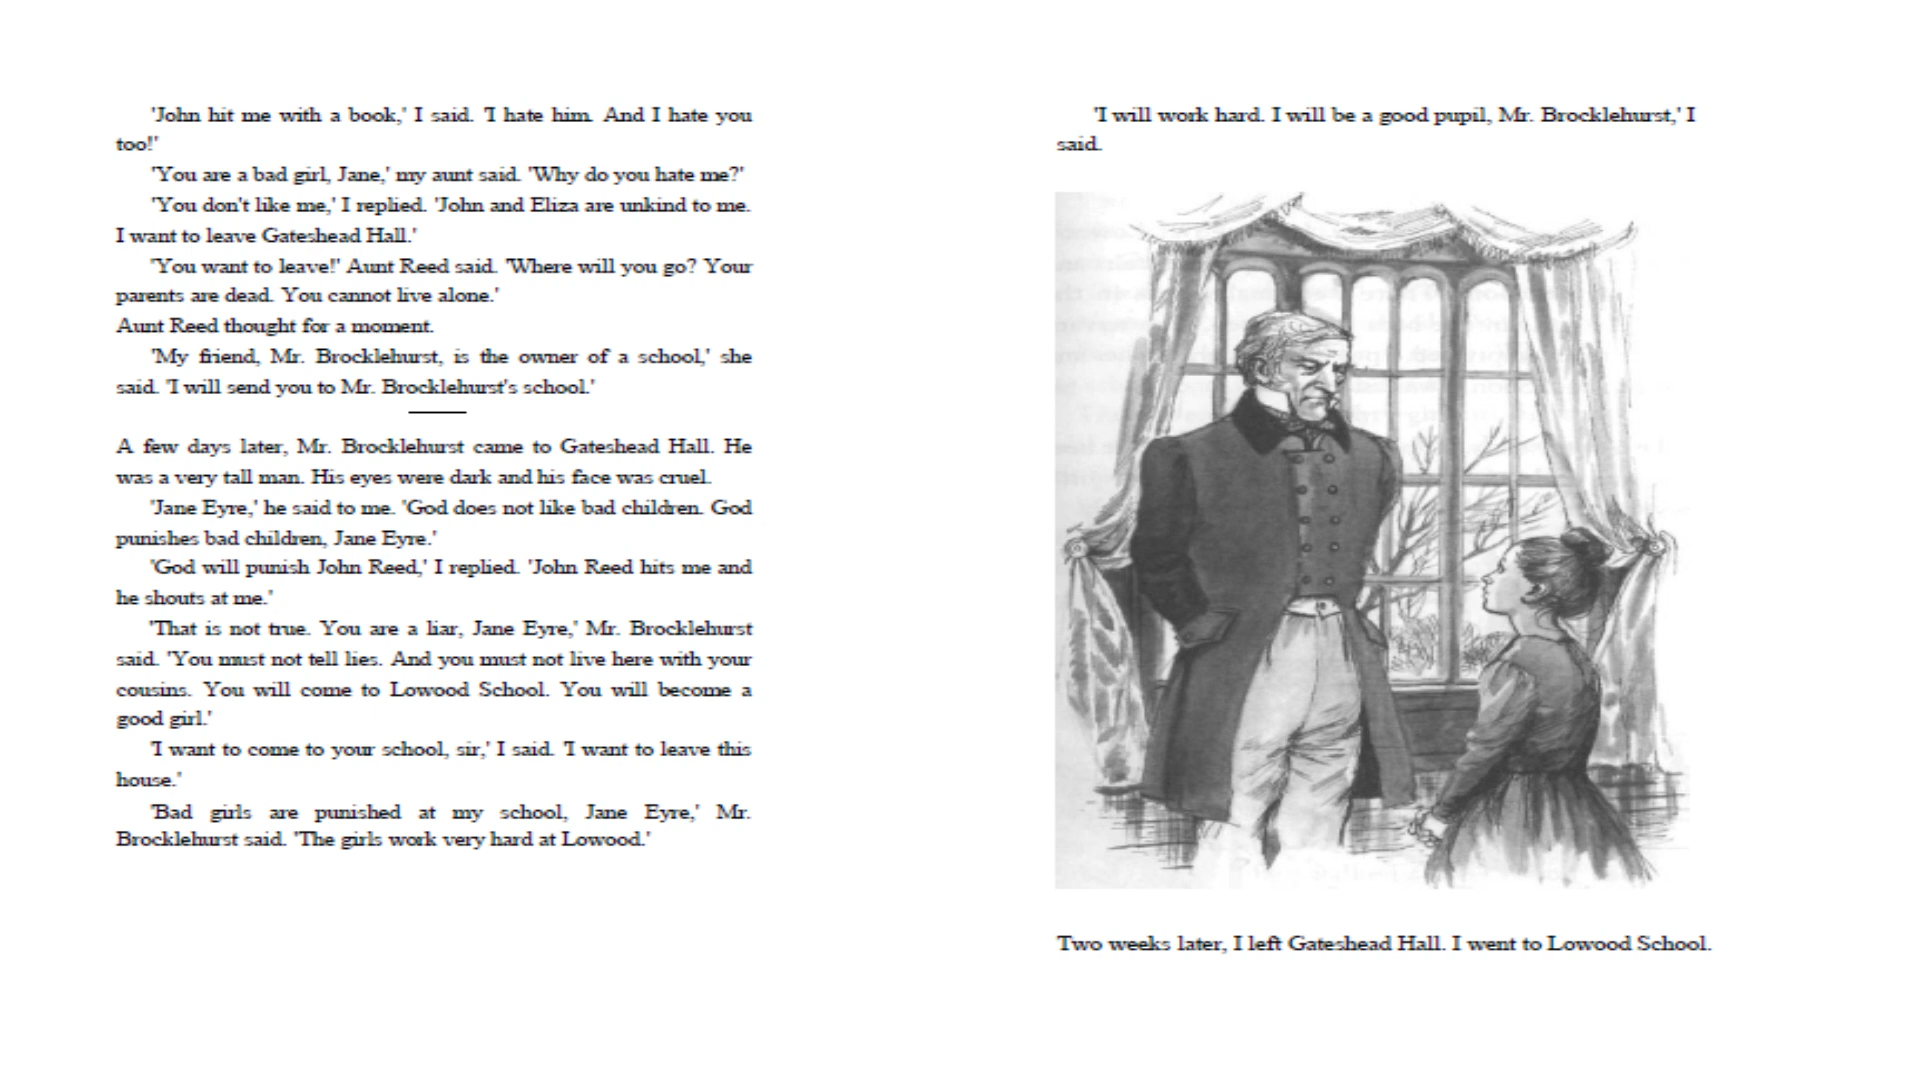 'John hit me with a book,' I said. 'I hate him. And I hate you
too!'
'You are a bad girl, Jane,' my aunt said. 'Why do you hate me?'
'You don't like me,' I replied. 'John and Eliza are unkind to me.
I want to leave Gateshead Hall.'
'You want to leave!' Aunt Reed said. 'Where will you go? Your
parents are dead. You cannot live alone.'
Aunt Reed thought for a moment.
'My friend, Mr. Brocklehurst, is the owner of a school,' she
said. 'I will send you to Mr. Brocklehurst's school.'
A few days later, Mr. Brocklehurst came to Gateshead Hall. He
was a very tall man. His eyes were dark and his face was cruel.
'Jane Eyre,' he said to me. 'God does not like bad children. God
punishes bad children, Jane Eyre.'
'God will punish John Reed,' I replied. 'John Reed hits me and
he shouts at me.'
'That is not true. You are a liar, Jane Eyre,' Mr. Brocklehurst
said. 'You must not tell lies. And you must not live here with your
cousins. You will come to Lowood School. You will become a
good girl.'
'I want to come to your school, sir,' I said. 'I want to leave this
house.'
'Bad girls are punished at my school, Jane Eyre,' Mr.
Brocklehurst said. 'The girls work very hard at Lowood.'
'I will work hard. I will be a good pupil, Mr. Brocklehurst,' I
said.
Two weeks later, I left Gateshead Hall. I went to Lowood School.